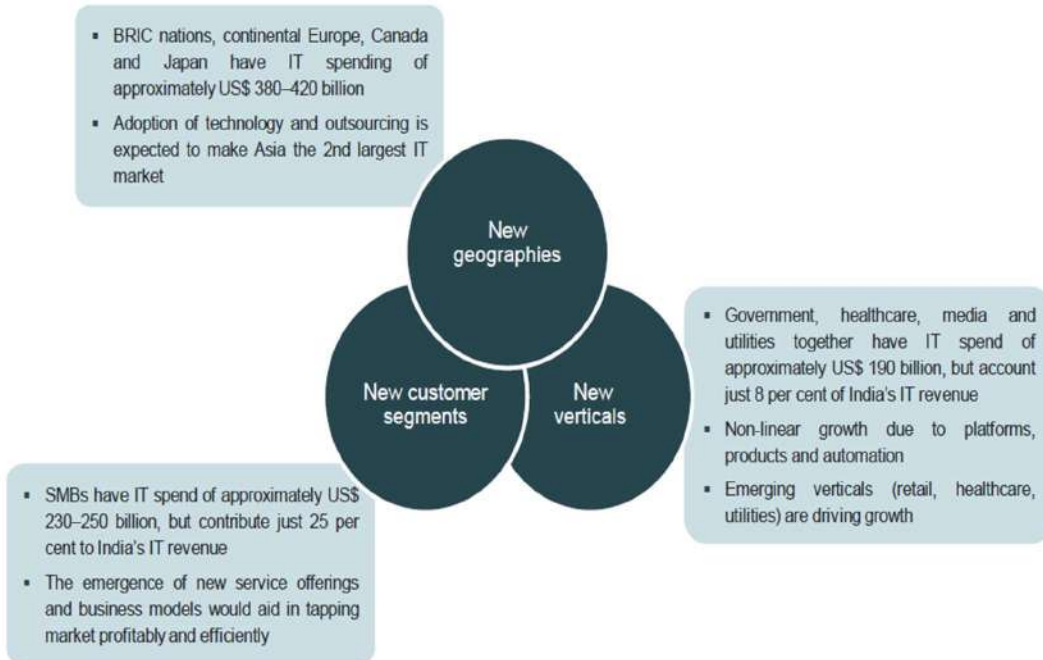 ▪ BRIC nations, continental Europe, Canada
and Japan have IT spending of
approximately US$ 380–420 billion
▪ Adoption of technology and outsourcing is
expected to make Asia the 2nd largest IT
market
New
geographies
▪ Government, healthcare, media and
utilities together have IT spend of
approximately US$ 190 billion, but account
just 8 per cent of India's IT revenue
▪ Non-linear growth due to platforms,
products and automation
▪ Emerging verticals (retail, healthcare,
utilities) are driving growth
New customer
segments
New
verticals
▪ SMBs have IT spend of approximately US$
230–250 billion, but contribute just 25 per
cent to India's IT revenue
▪ The emergence of new service offerings
and business models would aid in tapping
market profitably and efficiently